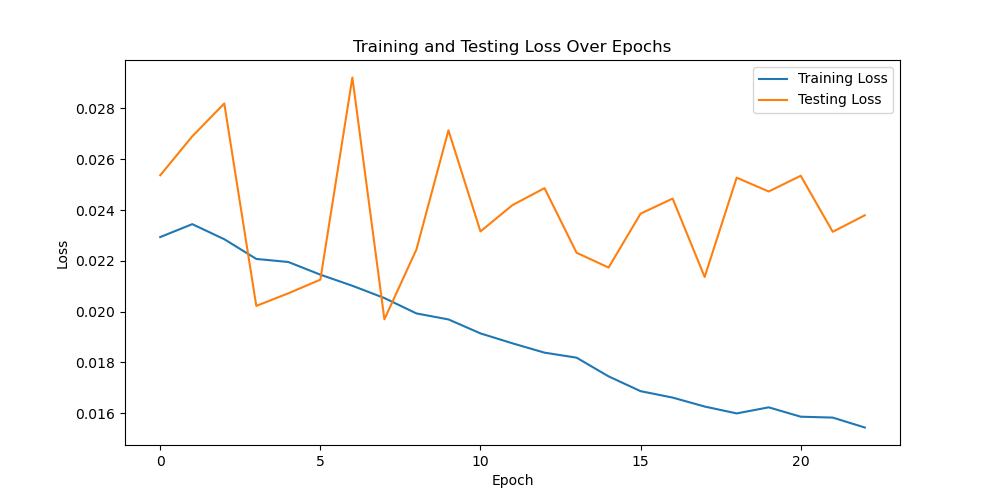 Training and Testing Loss Over Epochs
Training Loss
Testing Loss
0.028
0.026
0.024
0.022
0.020
0.018
0.016
Loss
0 5 10 15 20
Epoch